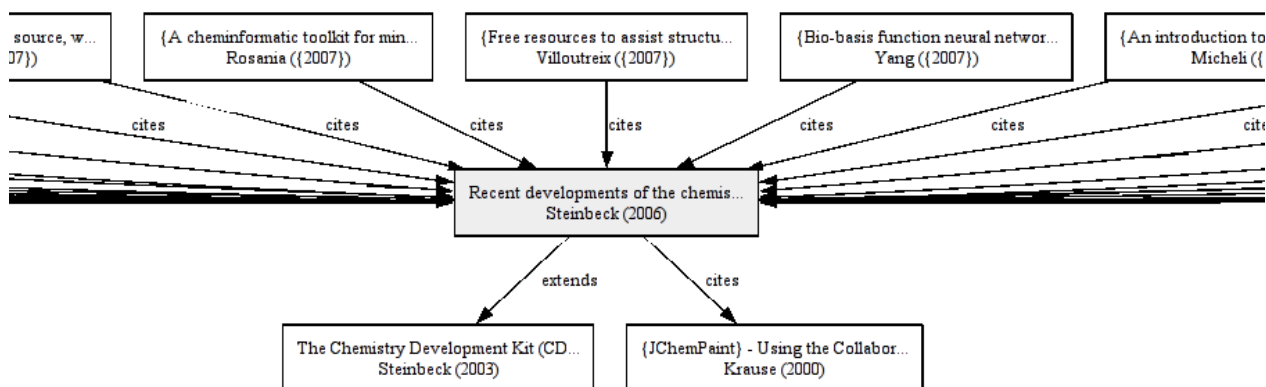 source, w...
07})
{A cheminformatic toolkit for min...
Rosania ({2007})
{Free resources to assist structu...
Villoutreix ({2007})
{Bio-basis function neural networ...
Yang ({2007})
{An introduction to
Micheli ({
cites
cites
cites
cites
cites
cites
cite
Recent developments of the chemis...
Steinbeck (2006)
extends
cites
The Chemistry Development Kit (CD...
Steinbeck (2003)
{JChemPaint} - Using the Collabor...
Krause (2000)